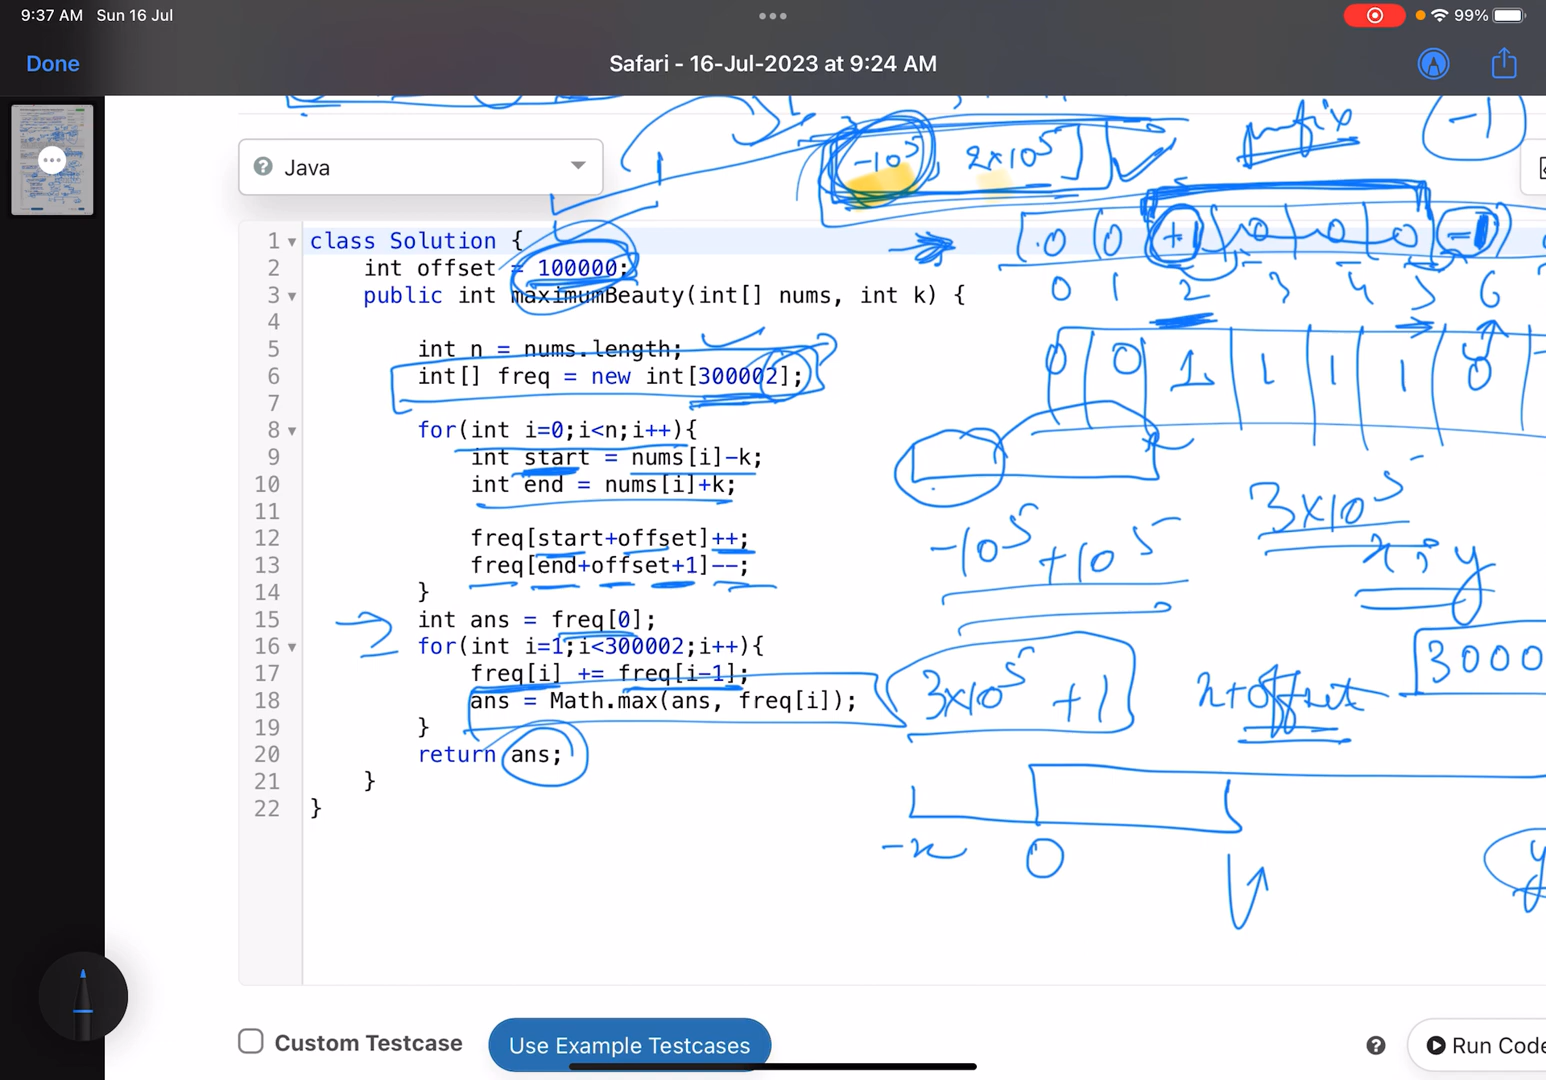 9:37 AM Sun 16 Jul
99%
Done
Safari - 16-Jul-2023 at 9:24 AM
Java
-10^5, 2×10^5]
prefix
-1
0 0 +1 0 0 0 -1
0 1 2 3 4 5 6
0 0 1 1 1 1 0
1 class Solution {
2 int offset = 100000;
3 public int maximumBeauty(int[] nums, int k) {
4
5 int n = nums.length;
6 int[] freq = new int[300002];
7
8 for(int i=0;i<n;i++){
9 int start = nums[i]-k;
10 int end = nums[i]+k;
11
12 freq[start+offset]++;
13 freq[end+offset+1]--;
14 }
15 int ans = freq[0];
16 for(int i=1;i<300002;i++){
17 freq[i] += freq[i-1];
18 ans = Math.max(ans, freq[i]);
19 }
20 return ans;
21 }
22 }
-10^5 +10^5
3×10^5
x, y
3×10^5 +1
x+offset
3000
-x 0
y
Custom Testcase
Use Example Testcases
Run Code